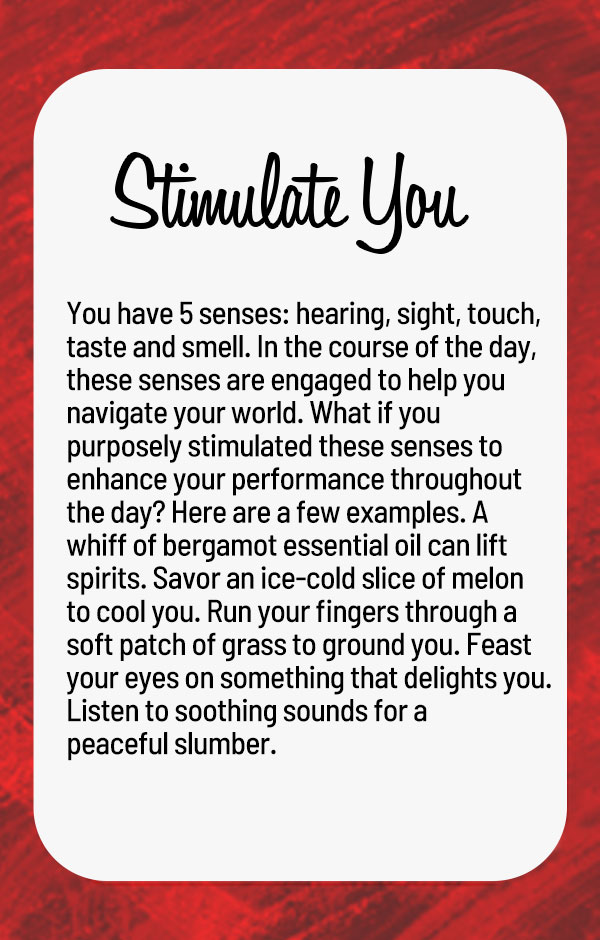 Stimulate You
You have 5 senses: hearing, sight, touch,
taste and smell. In the course of the day,
these senses are engaged to help you
navigate your world. What if you
purposely stimulated these senses to
enhance your performance throughout
the day? Here are a few examples. A
whiff of bergamot essential oil can lift
spirits. Savor an ice-cold slice of melon
to cool you. Run your fingers through a
soft patch of grass to ground you. Feast
your eyes on something that delights you.
Listen to soothing sounds for a
peaceful slumber.